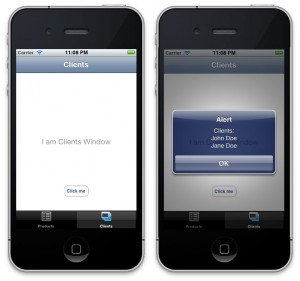 Carrier 11:08 PM
Clients
I am Clients Window
Click me
Products Clients
Carrier 11:08 PM
Clients
Alert
Clients:
John Doe
Jane Doe
OK
Click me
Products Clients